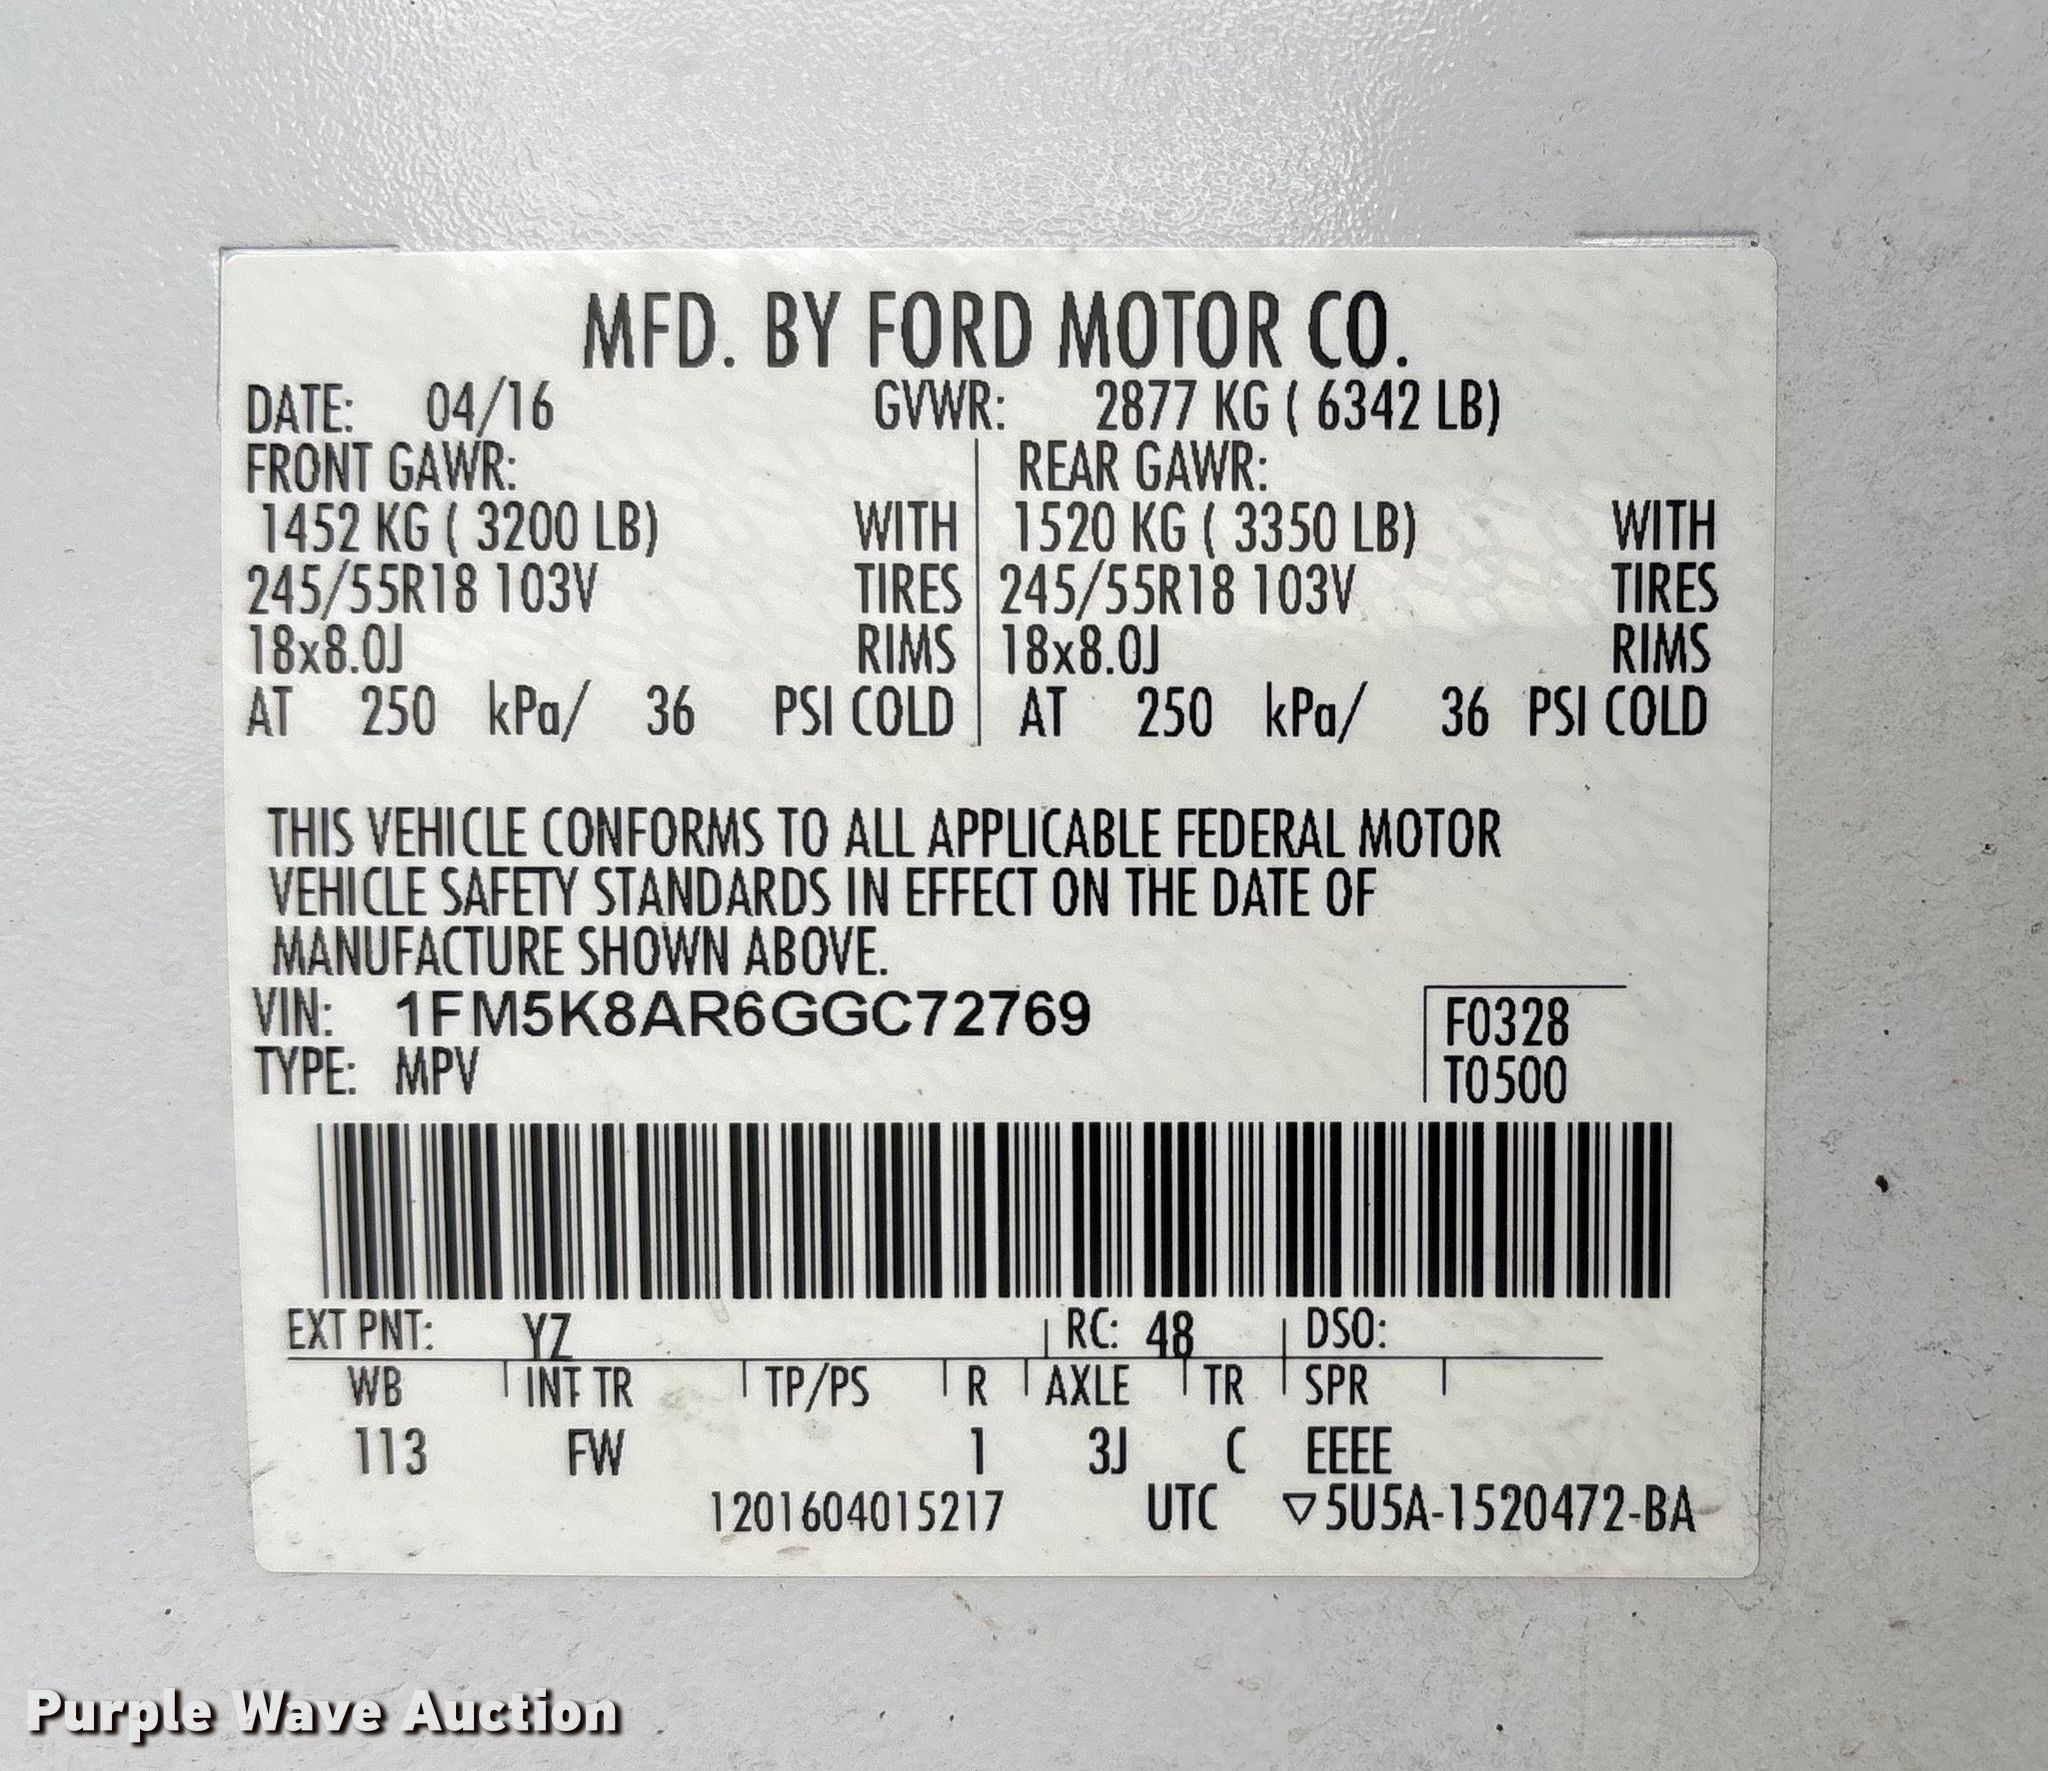 MFD. BY FORD MOTOR CO.
DATE: 04/16 GVWR: 2877 KG ( 6342 LB)
FRONT GAWR: REAR GAWR:
1452 KG ( 3200 LB) WITH 1520 KG ( 3350 LB) WITH
245/55R18 103V TIRES 245/55R18 103V TIRES
18x8.0J RIMS 18x8.0J RIMS
AT 250 kPa/ 36 PSI COLD AT 250 kPa/ 36 PSI COLD
THIS VEHICLE CONFORMS TO ALL APPLICABLE FEDERAL MOTOR
VEHICLE SAFETY STANDARDS IN EFFECT ON THE DATE OF
MANUFACTURE SHOWN ABOVE.
VIN: 1FM5K8AR6GGC72769 F0328
TYPE: MPV T0500
EXT PNT: YZ RC: 48 DSO:
WB INT TR TP/PS R AXLE TR SPR
113 FW 1 3J C EEEE
1201604015217 UTC ▽5U5A-1520472-BA
Purple Wave Auction